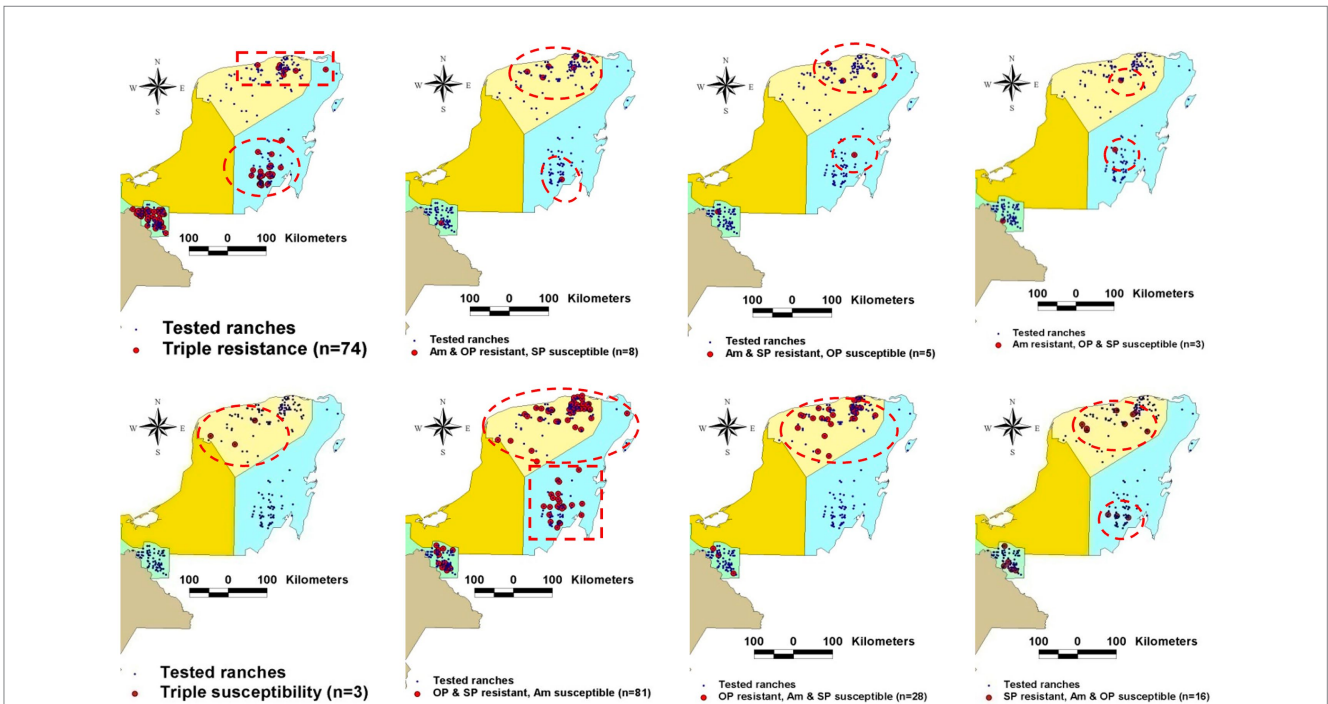 N
W E
S
100 0 100 Kilometers
Tested ranches
Triple resistance (n=74)
N
W E
S
100 0 100 Kilometers
Tested ranches
Am & OP resistant, SP susceptible (n=8)
N
W E
S
100 0 100 Kilometers
Tested ranches
Am & SP resistant, OP susceptible (n=5)
N
W E
S
100 0 100 Kilometers
Tested ranches
Am resistant, OP & SP susceptible (n=3)
N
W E
S
100 0 100 Kilometers
Tested ranches
Triple susceptibility (n=3)
N
W E
S
100 0 100 Kilometers
Tested ranches
OP & SP resistant, Am susceptible (n=81)
N
W E
S
100 0 100 Kilometers
Tested ranches
OP resistant, Am & SP susceptible (n=28)
N
W E
S
100 0 100 Kilometers
Tested ranches
SP resistant, Am & OP susceptible (n=16)